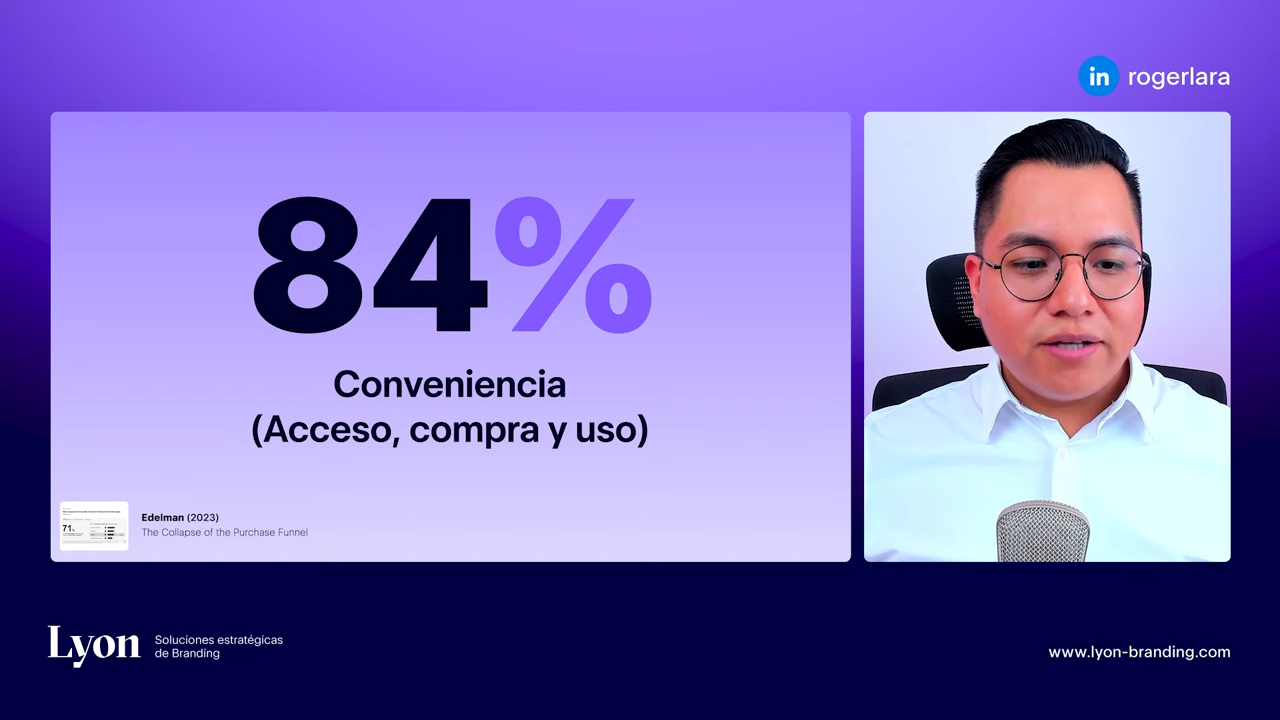 in rogerlara
84%
Conveniencia
(Acceso, compra y uso)
71%
Edelman (2023)
The Collapse of the Purchase Funnel
Lyon
Soluciones estratégicas
de Branding
www.lyon-branding.com